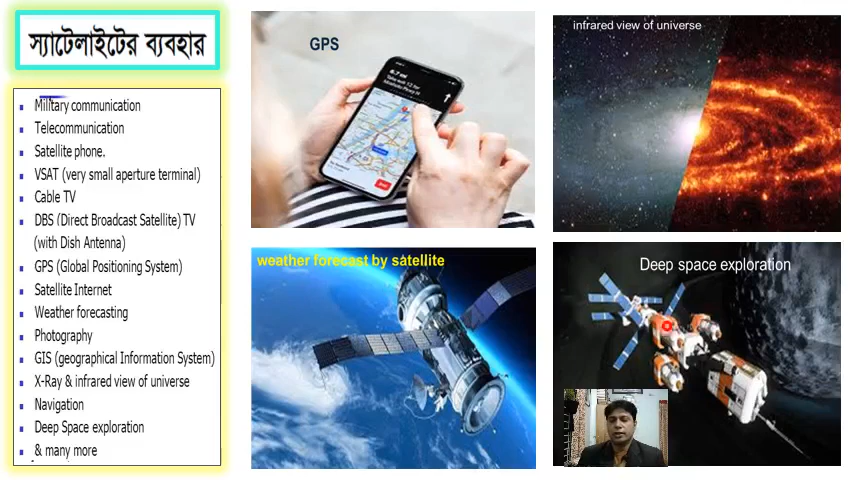 স্যাটেলাইটের ব্যবহার
Military communication
Telecommunication
Satellite phone.
VSAT (very small aperture terminal)
Cable TV
DBS (Direct Broadcast Satellite) TV
(with Dish Antenna)
GPS (Global Positioning System)
Satellite Internet
Weather forecasting
Photography
GIS (geographical Information System)
X-Ray & infrared view of universe
Navigation
Deep Space exploration
& many more
GPS
infrared view of universe
weather forecast by satellite
Deep space exploration